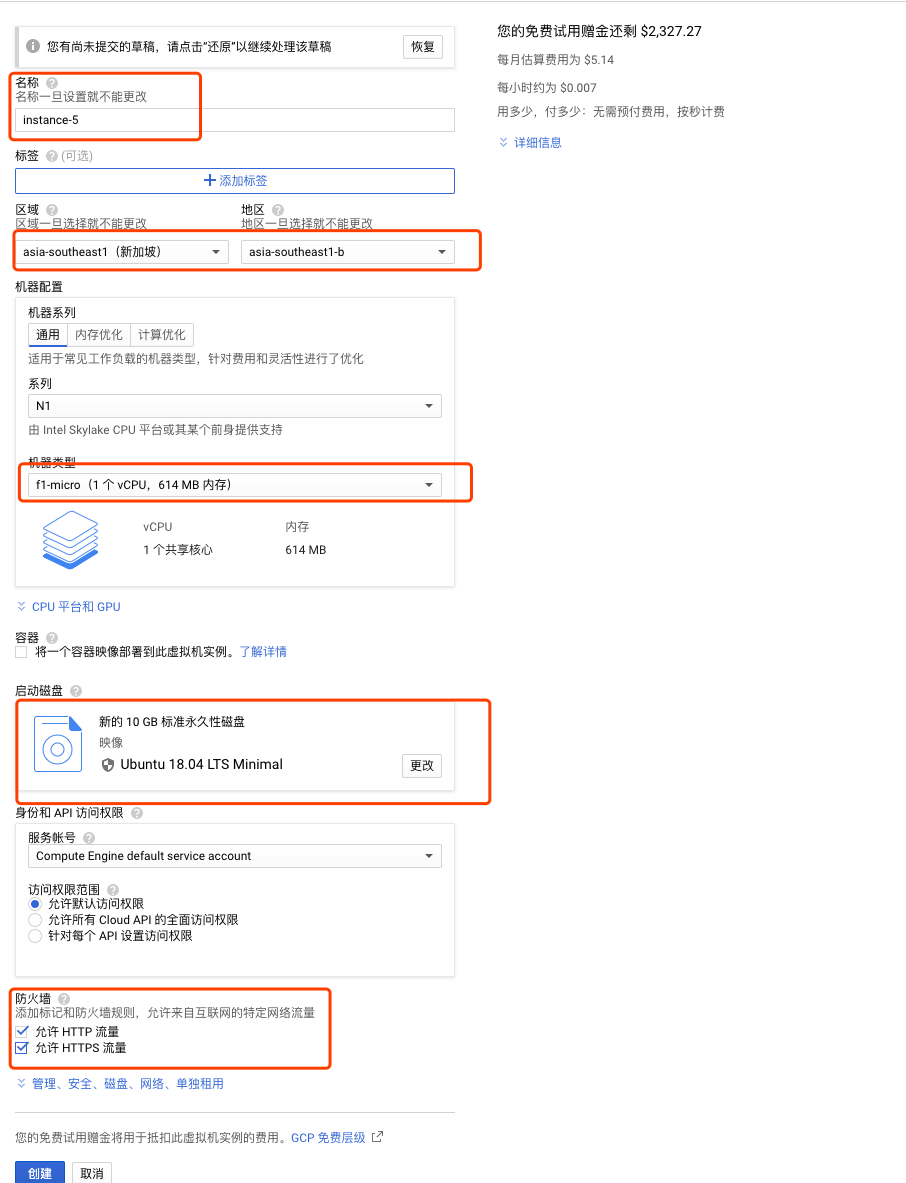 您有尚未提交的草稿，请点击“还原”以继续处理该草稿
恢复
名称
名称一旦设置就不能更改
instance-5
标签 (可选)
添加标签
区域
区域一旦选择就不能更改
地区
地区一旦选择就不能更改
asia-southeast1（新加坡）
asia-southeast1-b
机器配置
机器系列
通用 内存优化 计算优化
适用于常见工作负载的机器类型，针对费用和灵活性进行了优化
系列
N1
由 Intel Skylake CPU 平台或其某个前身提供支持
机器类型
f1-micro（1 个 vCPU，614 MB 内存）
vCPU
1 个共享核心
内存
614 MB
CPU 平台和 GPU
容器
将一个容器映像部署到此虚拟机实例。了解详情
启动磁盘
新的 10 GB 标准永久性磁盘
映像
Ubuntu 18.04 LTS Minimal
更改
身份和 API 访问权限
服务帐号
Compute Engine default service account
访问权限范围
允许默认访问权限
允许所有 Cloud API 的全面访问权限
针对每个 API 设置访问权限
防火墙
添加标记和防火墙规则，允许来自互联网的特定网络流量
允许 HTTP 流量
允许 HTTPS 流量
管理、安全、磁盘、网络、单独租用
您的免费试用赠金将用于抵扣此虚拟机实例的费用。GCP 免费层级
创建 取消
您的免费试用赠金还剩 $2,327.27
每月估算费用为 $5.14
每小时约为 $0.007
用多少，付多少：无需预付费用，按秒计费
详细信息